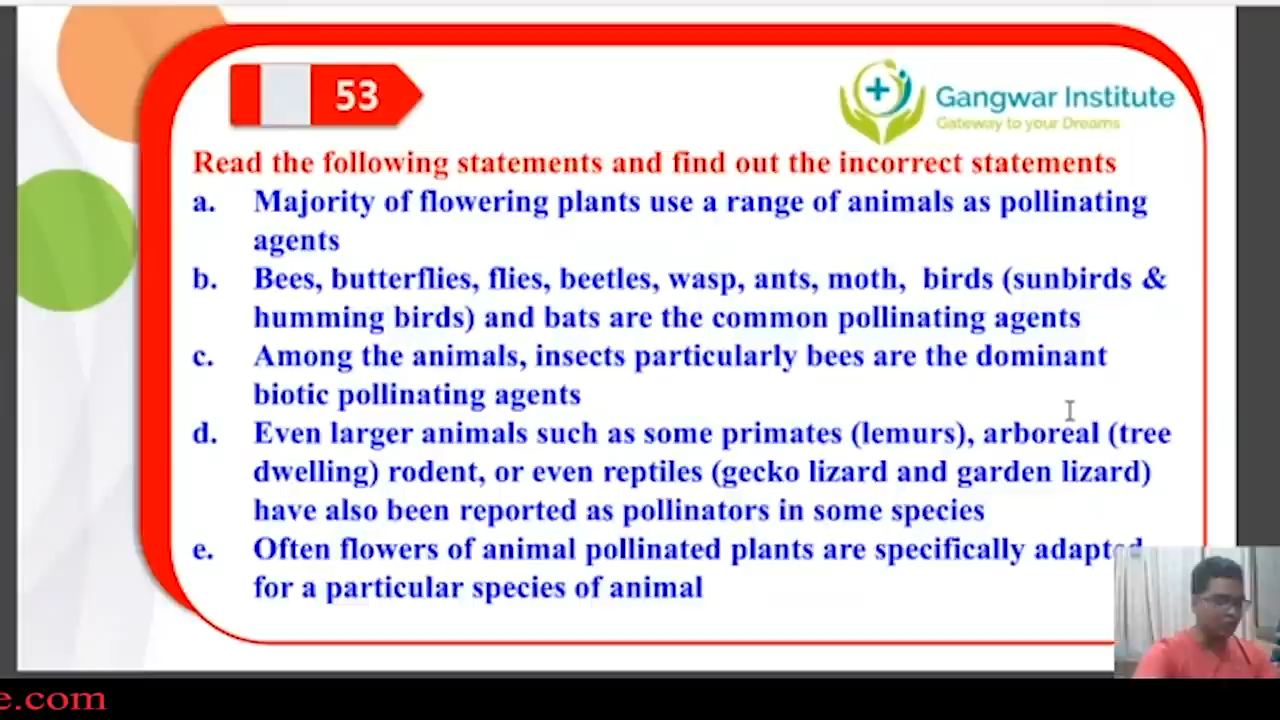 53
Gangwar Institute
Gateway to your Dreams
Read the following statements and find out the incorrect statements
a. Majority of flowering plants use a range of animals as pollinating
agents
b. Bees, butterflies, flies, beetles, wasp, ants, moth, birds (sunbirds &
humming birds) and bats are the common pollinating agents
c. Among the animals, insects particularly bees are the dominant
biotic pollinating agents
d. Even larger animals such as some primates (lemurs), arboreal (tree
dwelling) rodent, or even reptiles (gecko lizard and garden lizard)
have also been reported as pollinators in some species
e. Often flowers of animal pollinated plants are specifically
for a particular species of animal
e.com